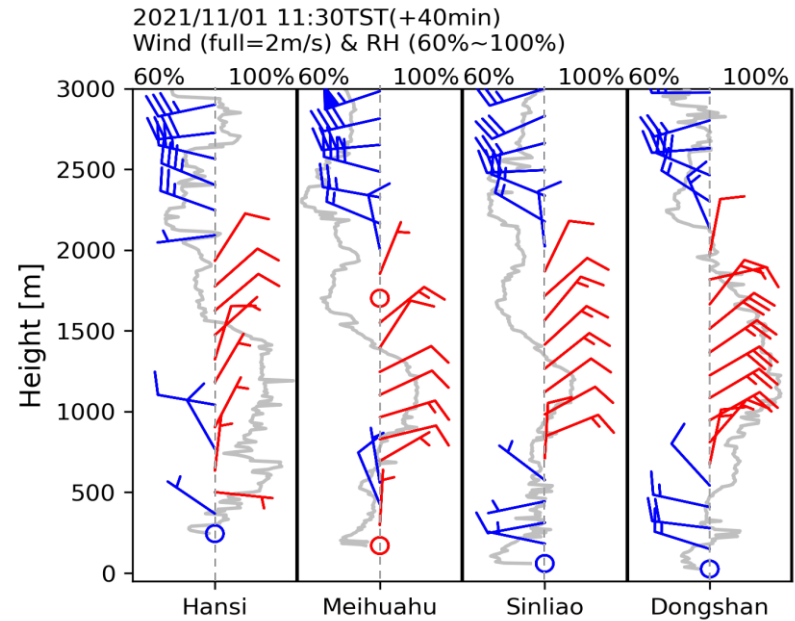 2021/11/01 11:30TST(+40min)
Wind (full=2m/s) & RH (60%~100%)
60% 100% 60% 100% 60% 100% 60% 100%
3000
2500
2000
1500
1000
500
0
Height [m]
Hansi Meihuahu Sinliao Dongshan